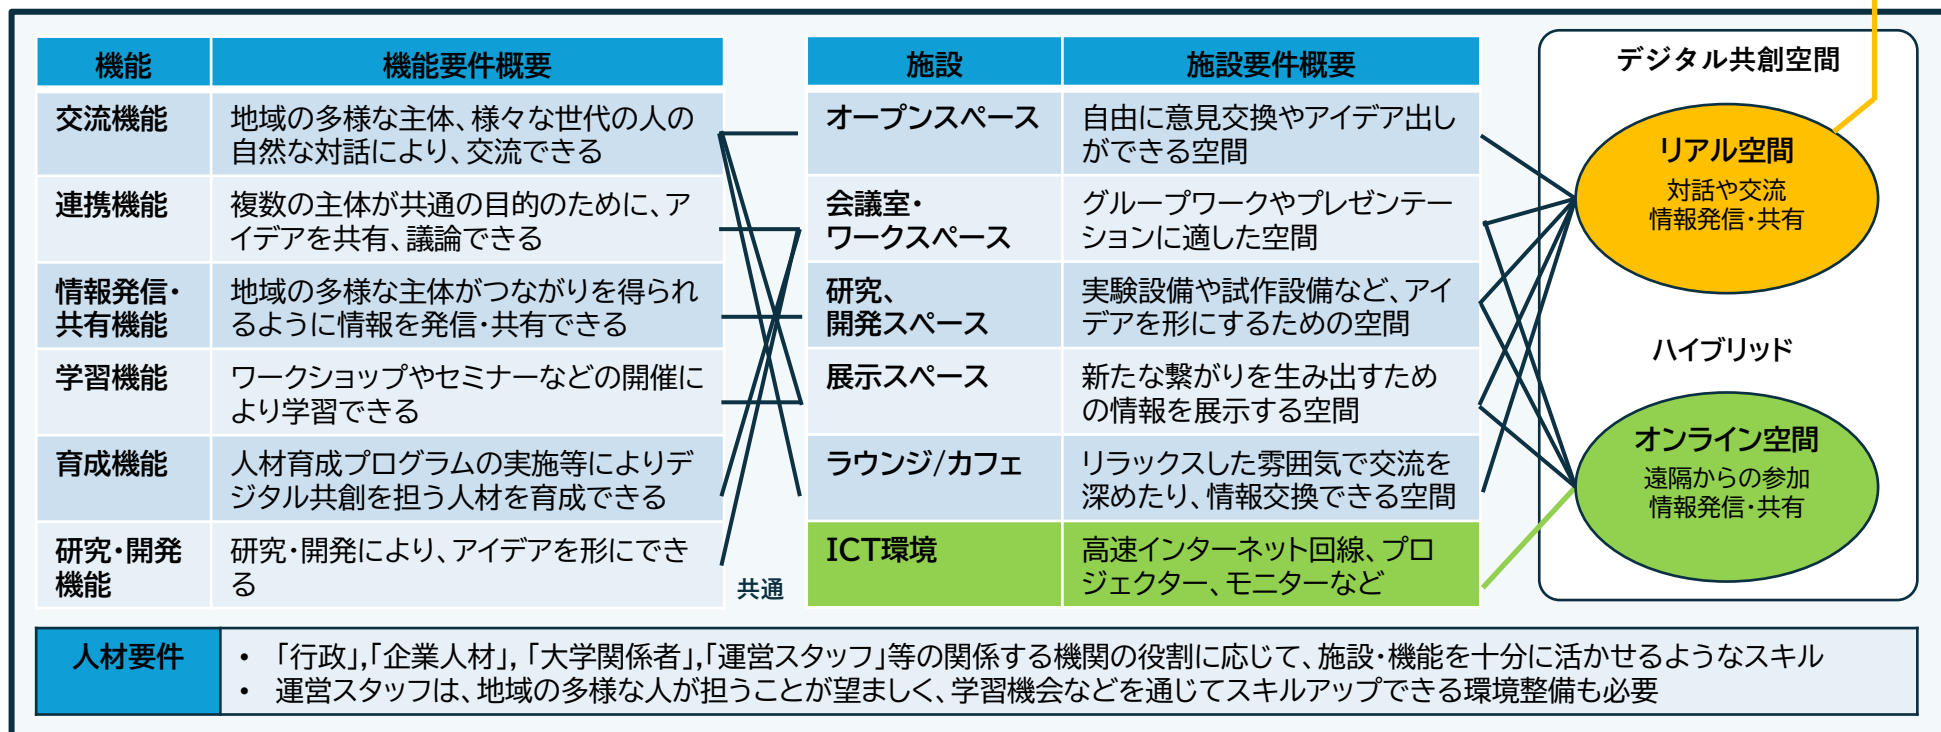 機能
機能要件概要
交流機能
地域の多様な主体、様々な世代の人の
自然な対話により、交流できる
連携機能
複数の主体が共通の目的のために、ア
イデアを共有、議論できる
情報発信・
共有機能
地域の多様な主体がつながりを得られ
るように情報を発信・共有できる
学習機能
ワークショップやセミナーなどの開催に
より学習できる
育成機能
人材育成プログラムの実施等によりデ
ジタル共創を担う人材を育成できる
研究・開発
機能
研究・開発により、アイデアを形にでき
る
共通
施設
施設要件概要
オープンスペース
自由に意見交換やアイデア出し
ができる空間
会議室・
ワークスペース
グループワークやプレゼンテー
ションに適した空間
研究、
開発スペース
実験設備や試作設備など、アイ
デアを形にするための空間
展示スペース
新たな繋がりを生み出すため
の情報を展示する空間
ラウンジ/カフェ
リラックスした雰囲気で交流を
深めたり、情報交換できる空間
ICT環境
高速インターネット回線、プロ
ジェクター、モニターなど
デジタル共創空間
リアル空間
対話や交流
情報発信・共有
ハイブリッド
オンライン空間
遠隔からの参加
情報発信・共有
人材要件
• 「行政」,「企業人材」, 「大学関係者」,「運営スタッフ」等の関係する機関の役割に応じて、施設・機能を十分に活かせるようなスキル
• 運営スタッフは、地域の多様な人が担うことが望ましく、学習機会などを通じてスキルアップできる環境整備も必要